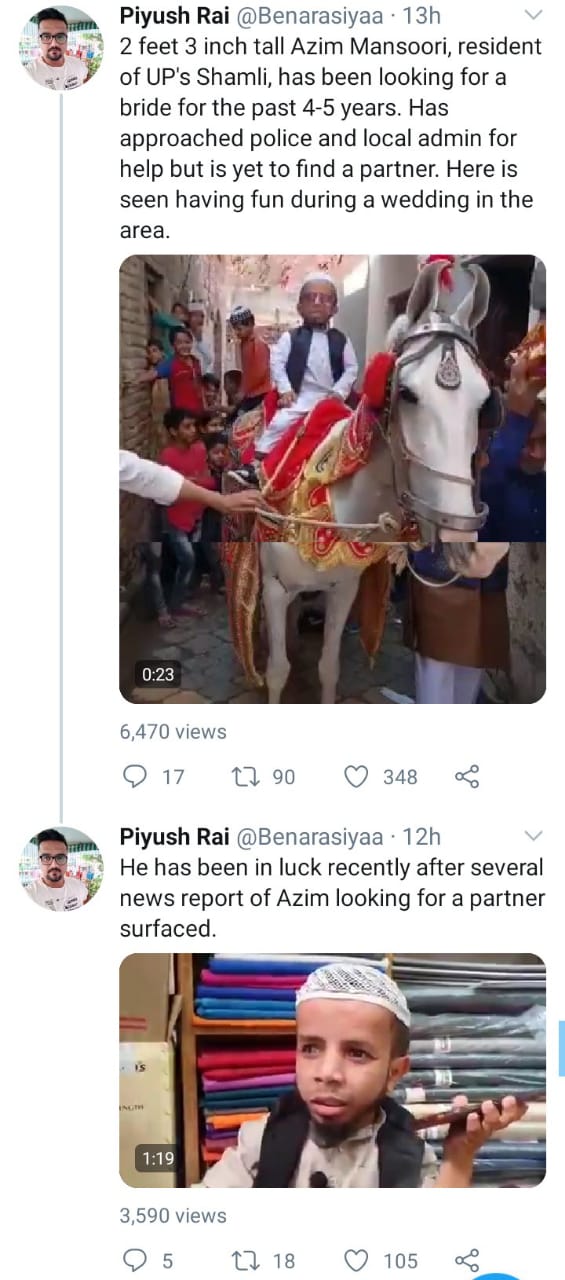 Piyush Rai @Benarasiyaa · 13h
2 feet 3 inch tall Azim Mansoori, resident
of UP's Shamli, has been looking for a
bride for the past 4-5 years. Has
approached police and local admin for
help but is yet to find a partner. Here is
seen having fun during a wedding in the
area.
0:23
6,470 views
17 90 348
Piyush Rai @Benarasiyaa · 12h
He has been in luck recently after several
news report of Azim looking for a partner
surfaced.
1:19
3,590 views
5 18 105